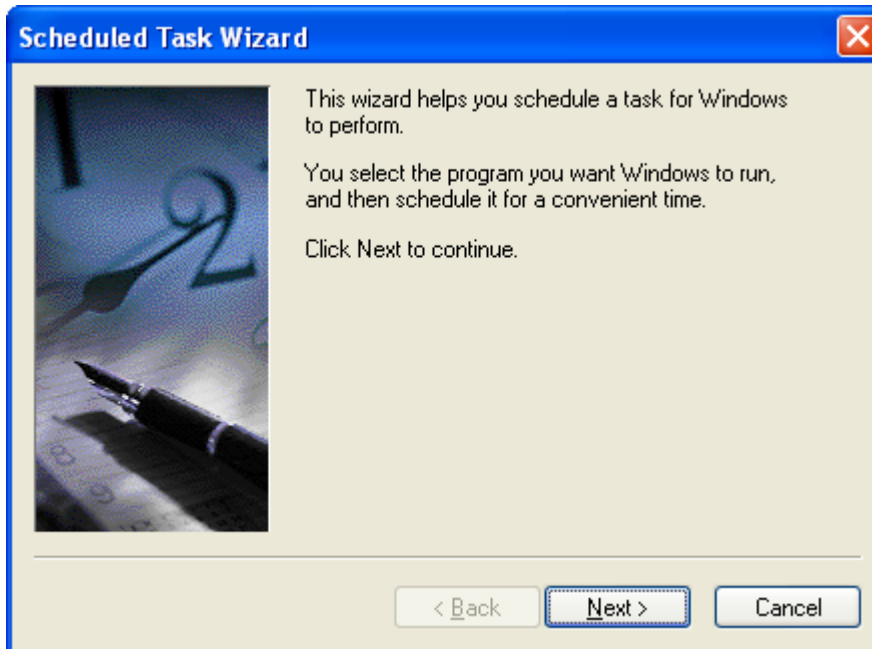 Scheduled Task Wizard
This wizard helps you schedule a task for Windows
to perform.
You select the program you want Windows to run,
and then schedule it for a convenient time.
Click Next to continue.
2
< Back
Next >
Cancel